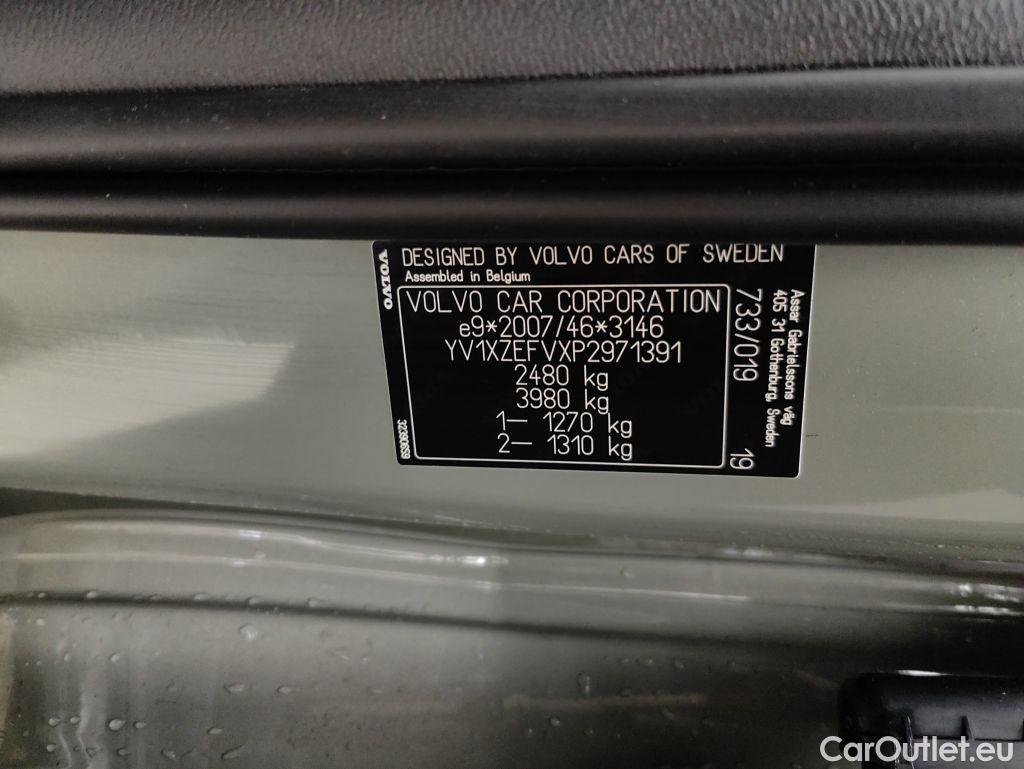 VOLVO
DESIGNED BY VOLVO CARS OF SWEDEN
Assembled in Belgium
VOLVO CAR CORPORATION
e9*2007/46*3146
YV1XZEFVXP2971391
2480 kg
3980 kg
1– 1270 kg
2– 1310 kg
733/019 19
Assar Gabrielssons väg
405 31 Gothenburg, Sweden
32390659
CarOutlet.eu